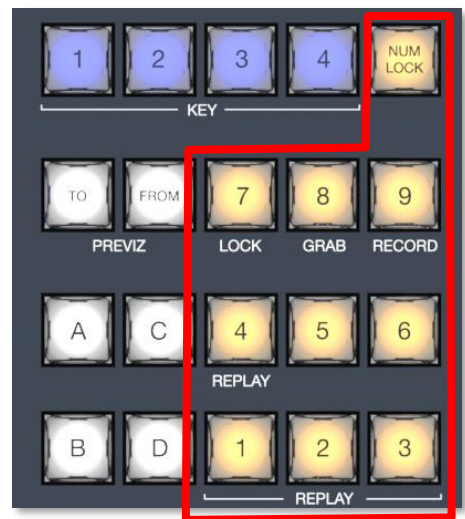 1 2 3 4 NUM LOCK
KEY
TO FROM 7 8 9
PREVIZ LOCK GRAB RECORD
A C 4 5 6
REPLAY
B D 1 2 3
REPLAY